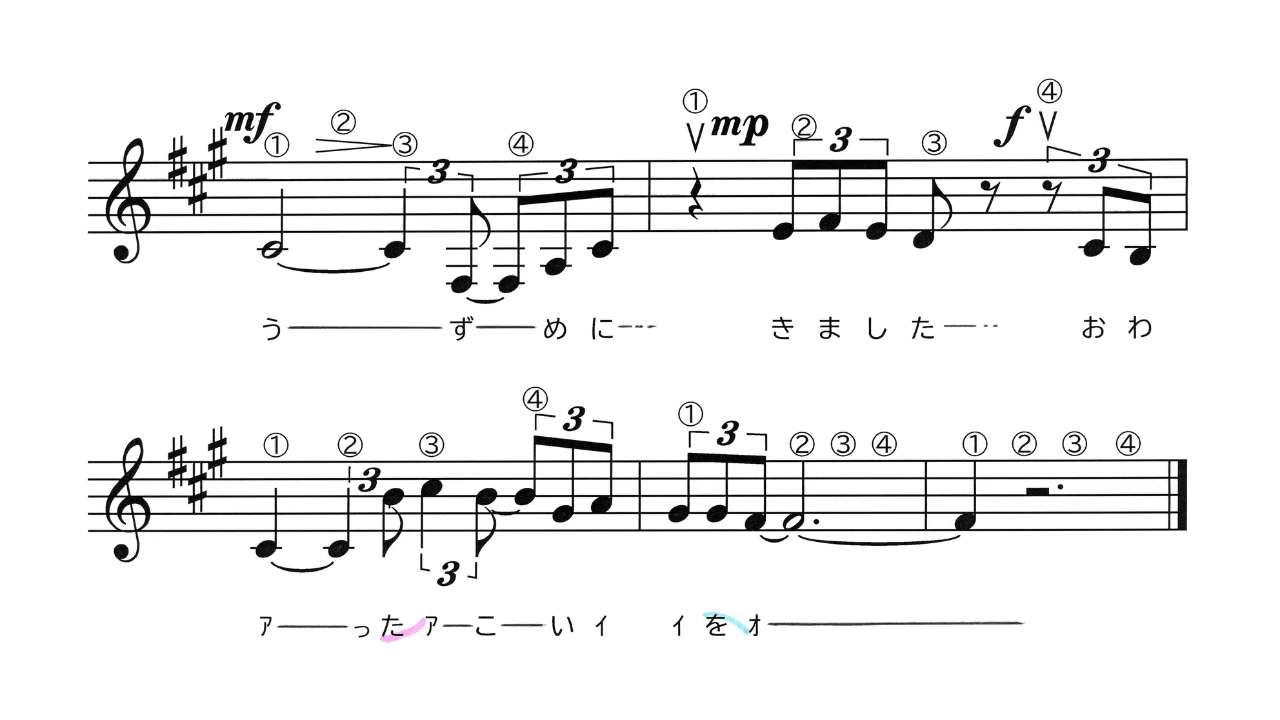 mf ① ② ③ ④ ① mp ② ③ f ④
3 3 3 3
う ず め に き ま し た お わ
① ② ③ ④ ① ② ③ ④ ① ② ③ ④
3 3 3 3
ァ っ た ァ こ い ィ ィ を ォ